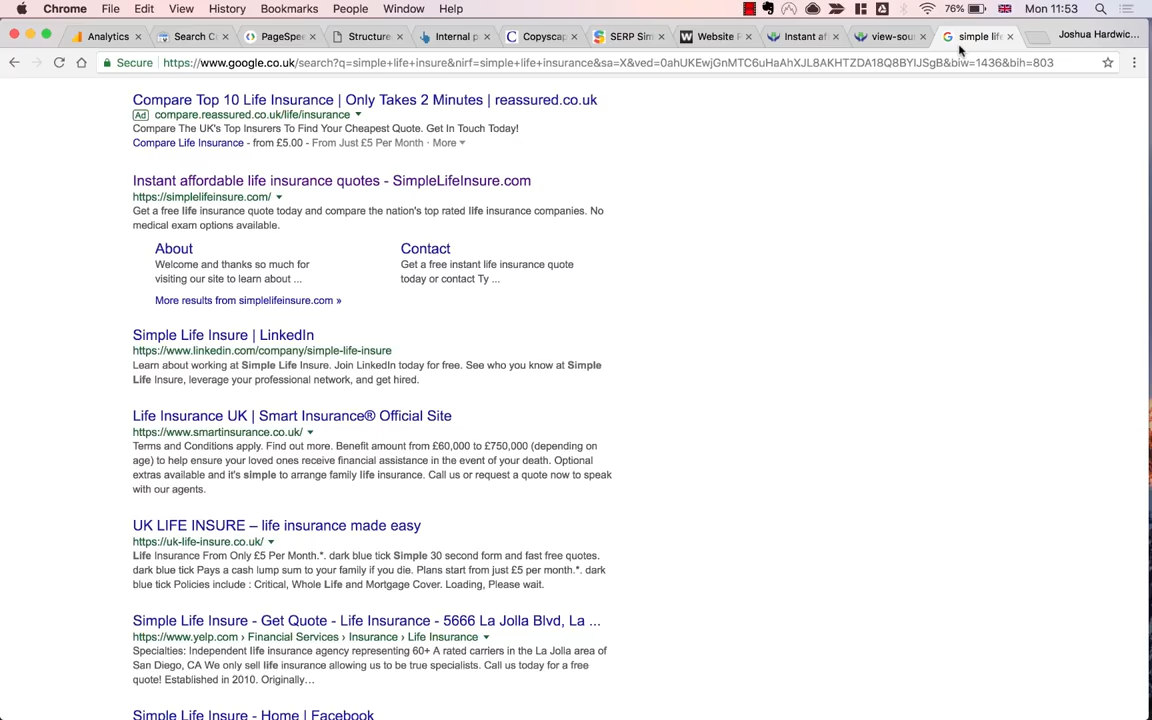 Chrome File Edit View History Bookmarks People Window Help 76% Mon 11:53
Analytics Search C PageSpee Structure Internal p Copyscap SERP Sim Website P Instant af view-sou simple life Joshua Hardwic...
Secure https://www.google.co.uk/search?q=simple+life+insure&nirf=simple+life+insurance&sa=X&ved=0ahUKEwjGnMTC6uHaAhXJL8AKHTZDA18Q8BYIJSgB&biw=1436&bih=803
Compare Top 10 Life Insurance | Only Takes 2 Minutes | reassured.co.uk
Ad compare.reassured.co.uk/life/insurance
Compare The UK's Top Insurers To Find Your Cheapest Quote. Get In Touch Today!
Compare Life Insurance - from £5.00 - From Just £5 Per Month · More
Instant affordable life insurance quotes - SimpleLifeInsure.com
https://simplelifeinsure.com/
Get a free life insurance quote today and compare the nation's top rated life insurance companies. No
medical exam options available.
About Contact
Welcome and thanks so much for Get a free instant life insurance quote
visiting our site to learn about ... today or contact Ty ...
More results from simplelifeinsure.com »
Simple Life Insure | LinkedIn
https://www.linkedin.com/company/simple-life-insure
Learn about working at Simple Life Insure. Join LinkedIn today for free. See who you know at Simple
Life Insure, leverage your professional network, and get hired.
Life Insurance UK | Smart Insurance® Official Site
https://www.smartinsurance.co.uk/
Terms and Conditions apply. Find out more. Benefit amount from £60,000 to £750,000 (depending on
age) to help ensure your loved ones receive financial assistance in the event of your death. Optional
extras available and it's simple to arrange family life insurance. Call us or request a quote now to speak
with our agents.
UK LIFE INSURE – life insurance made easy
https://uk-life-insure.co.uk/
Life Insurance From Only £5 Per Month.*. dark blue tick Simple 30 second form and fast free quotes.
dark blue tick Pays a cash lump sum to your family if you die. Plans start from just £5 per month.*. dark
blue tick Policies include : Critical, Whole Life and Mortgage Cover. Loading, Please wait.
Simple Life Insure - Get Quote - Life Insurance - 5666 La Jolla Blvd, La ...
https://www.yelp.com › Financial Services › Insurance › Life Insurance
Specialties: Independent life insurance agency representing 60+ A rated carriers in the La Jolla area of
San Diego, CA We only sell life insurance allowing us to be true specialists. Call us today for a free
quote! Established in 2010. Originally…
Simple Life Insure - Home | Facebook